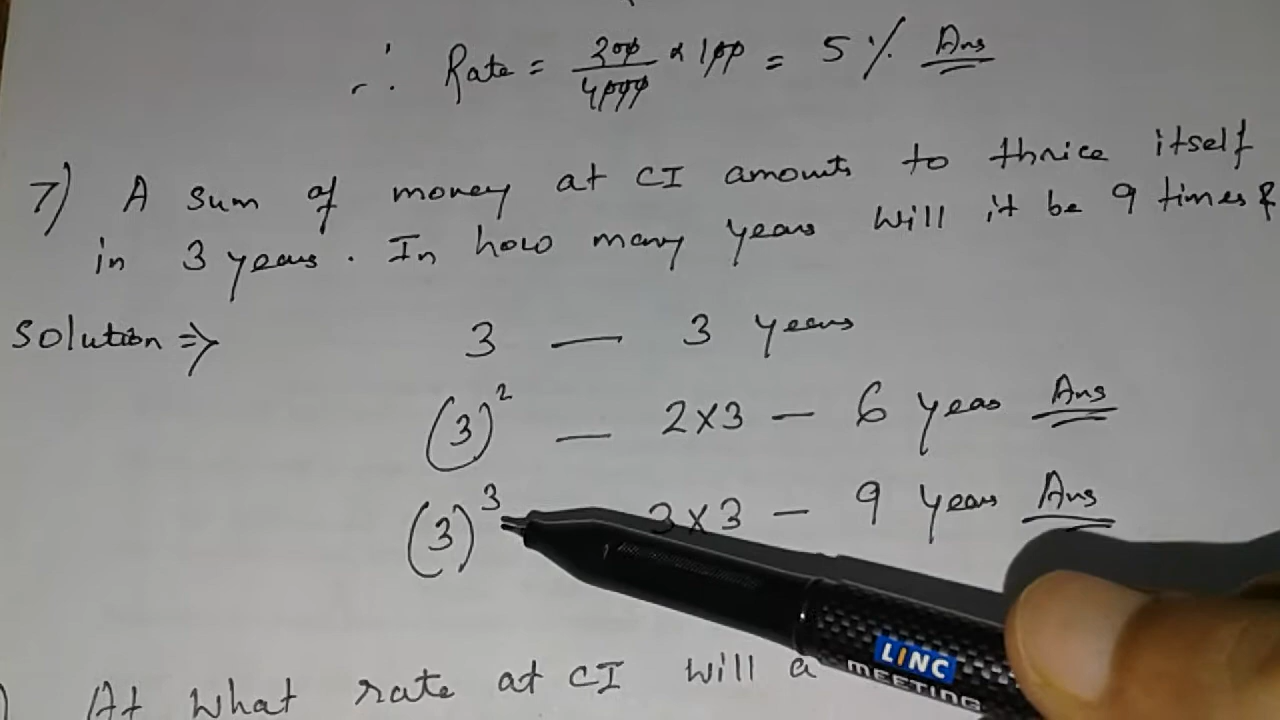 ∴ Rate = 200/4000 × 100 = 5 % Ans
7) A sum of money at CI amounts to thrice itself
in 3 years. In how many years will it be 9 times ?
Solution ⇒
3 — 3 years
(3)² — 2×3 — 6 years Ans
(3)³ — 3×3 — 9 years Ans
LINC
MEETING
) At what rate at CI will a